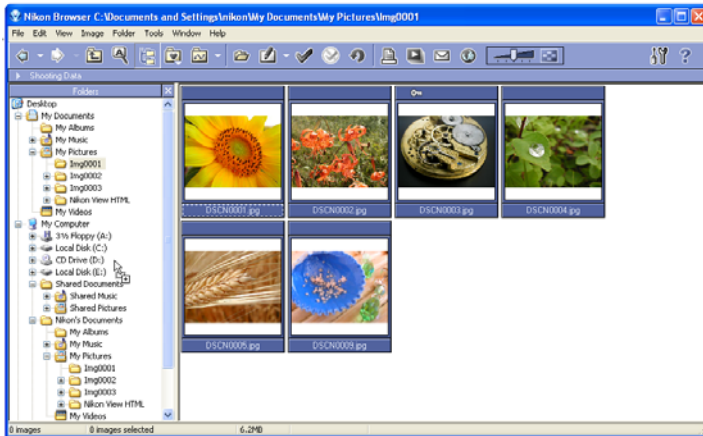 Nikon Browser C:\Documents and Settings\nikon\My Documents\My Pictures\Img0001
File Edit View Image Folder Tools Window Help
Shooting Data
Folders
Desktop
My Documents
My Albums
My Music
My Pictures
Img0001
Img0002
Img0003
Nikon View HTML
My Videos
My Computer
3½ Floppy (A:)
Local Disk (C:)
CD Drive (D:)
Local Disk (E:)
Shared Documents
Shared Music
Shared Pictures
Nikon's Documents
My Albums
My Music
My Pictures
Img0001
Img0002
Img0003
Nikon View HTML
My Videos
DSCN0001.jpg DSCN0002.jpg DSCN0003.jpg DSCN0004.jpg
DSCN0005.jpg DSCN0009.jpg
0 images 0 images selected 6.2MB